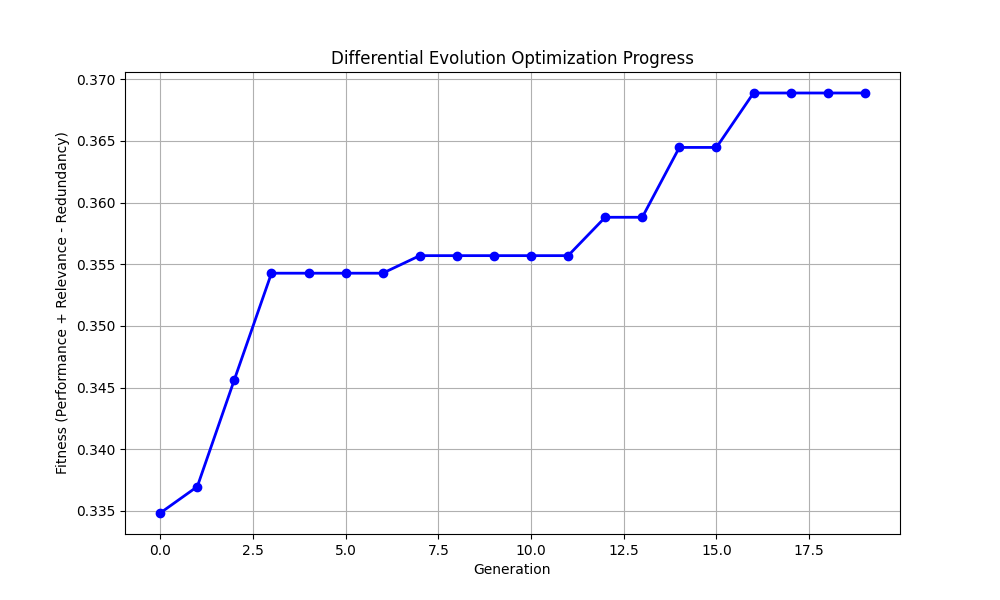 Differential Evolution Optimization Progress
Fitness (Performance + Relevance - Redundancy)
0.370
0.365
0.360
0.355
0.350
0.345
0.340
0.335
0.0 2.5 5.0 7.5 10.0 12.5 15.0 17.5
Generation